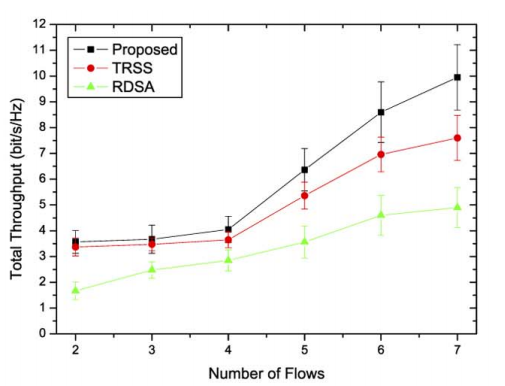 12
11
10
9
8
7
6
5
4
3
2
1
0
Total Throughput (bit/s/Hz)
Proposed
TRSS
RDSA
2 3 4 5 6 7
Number of Flows